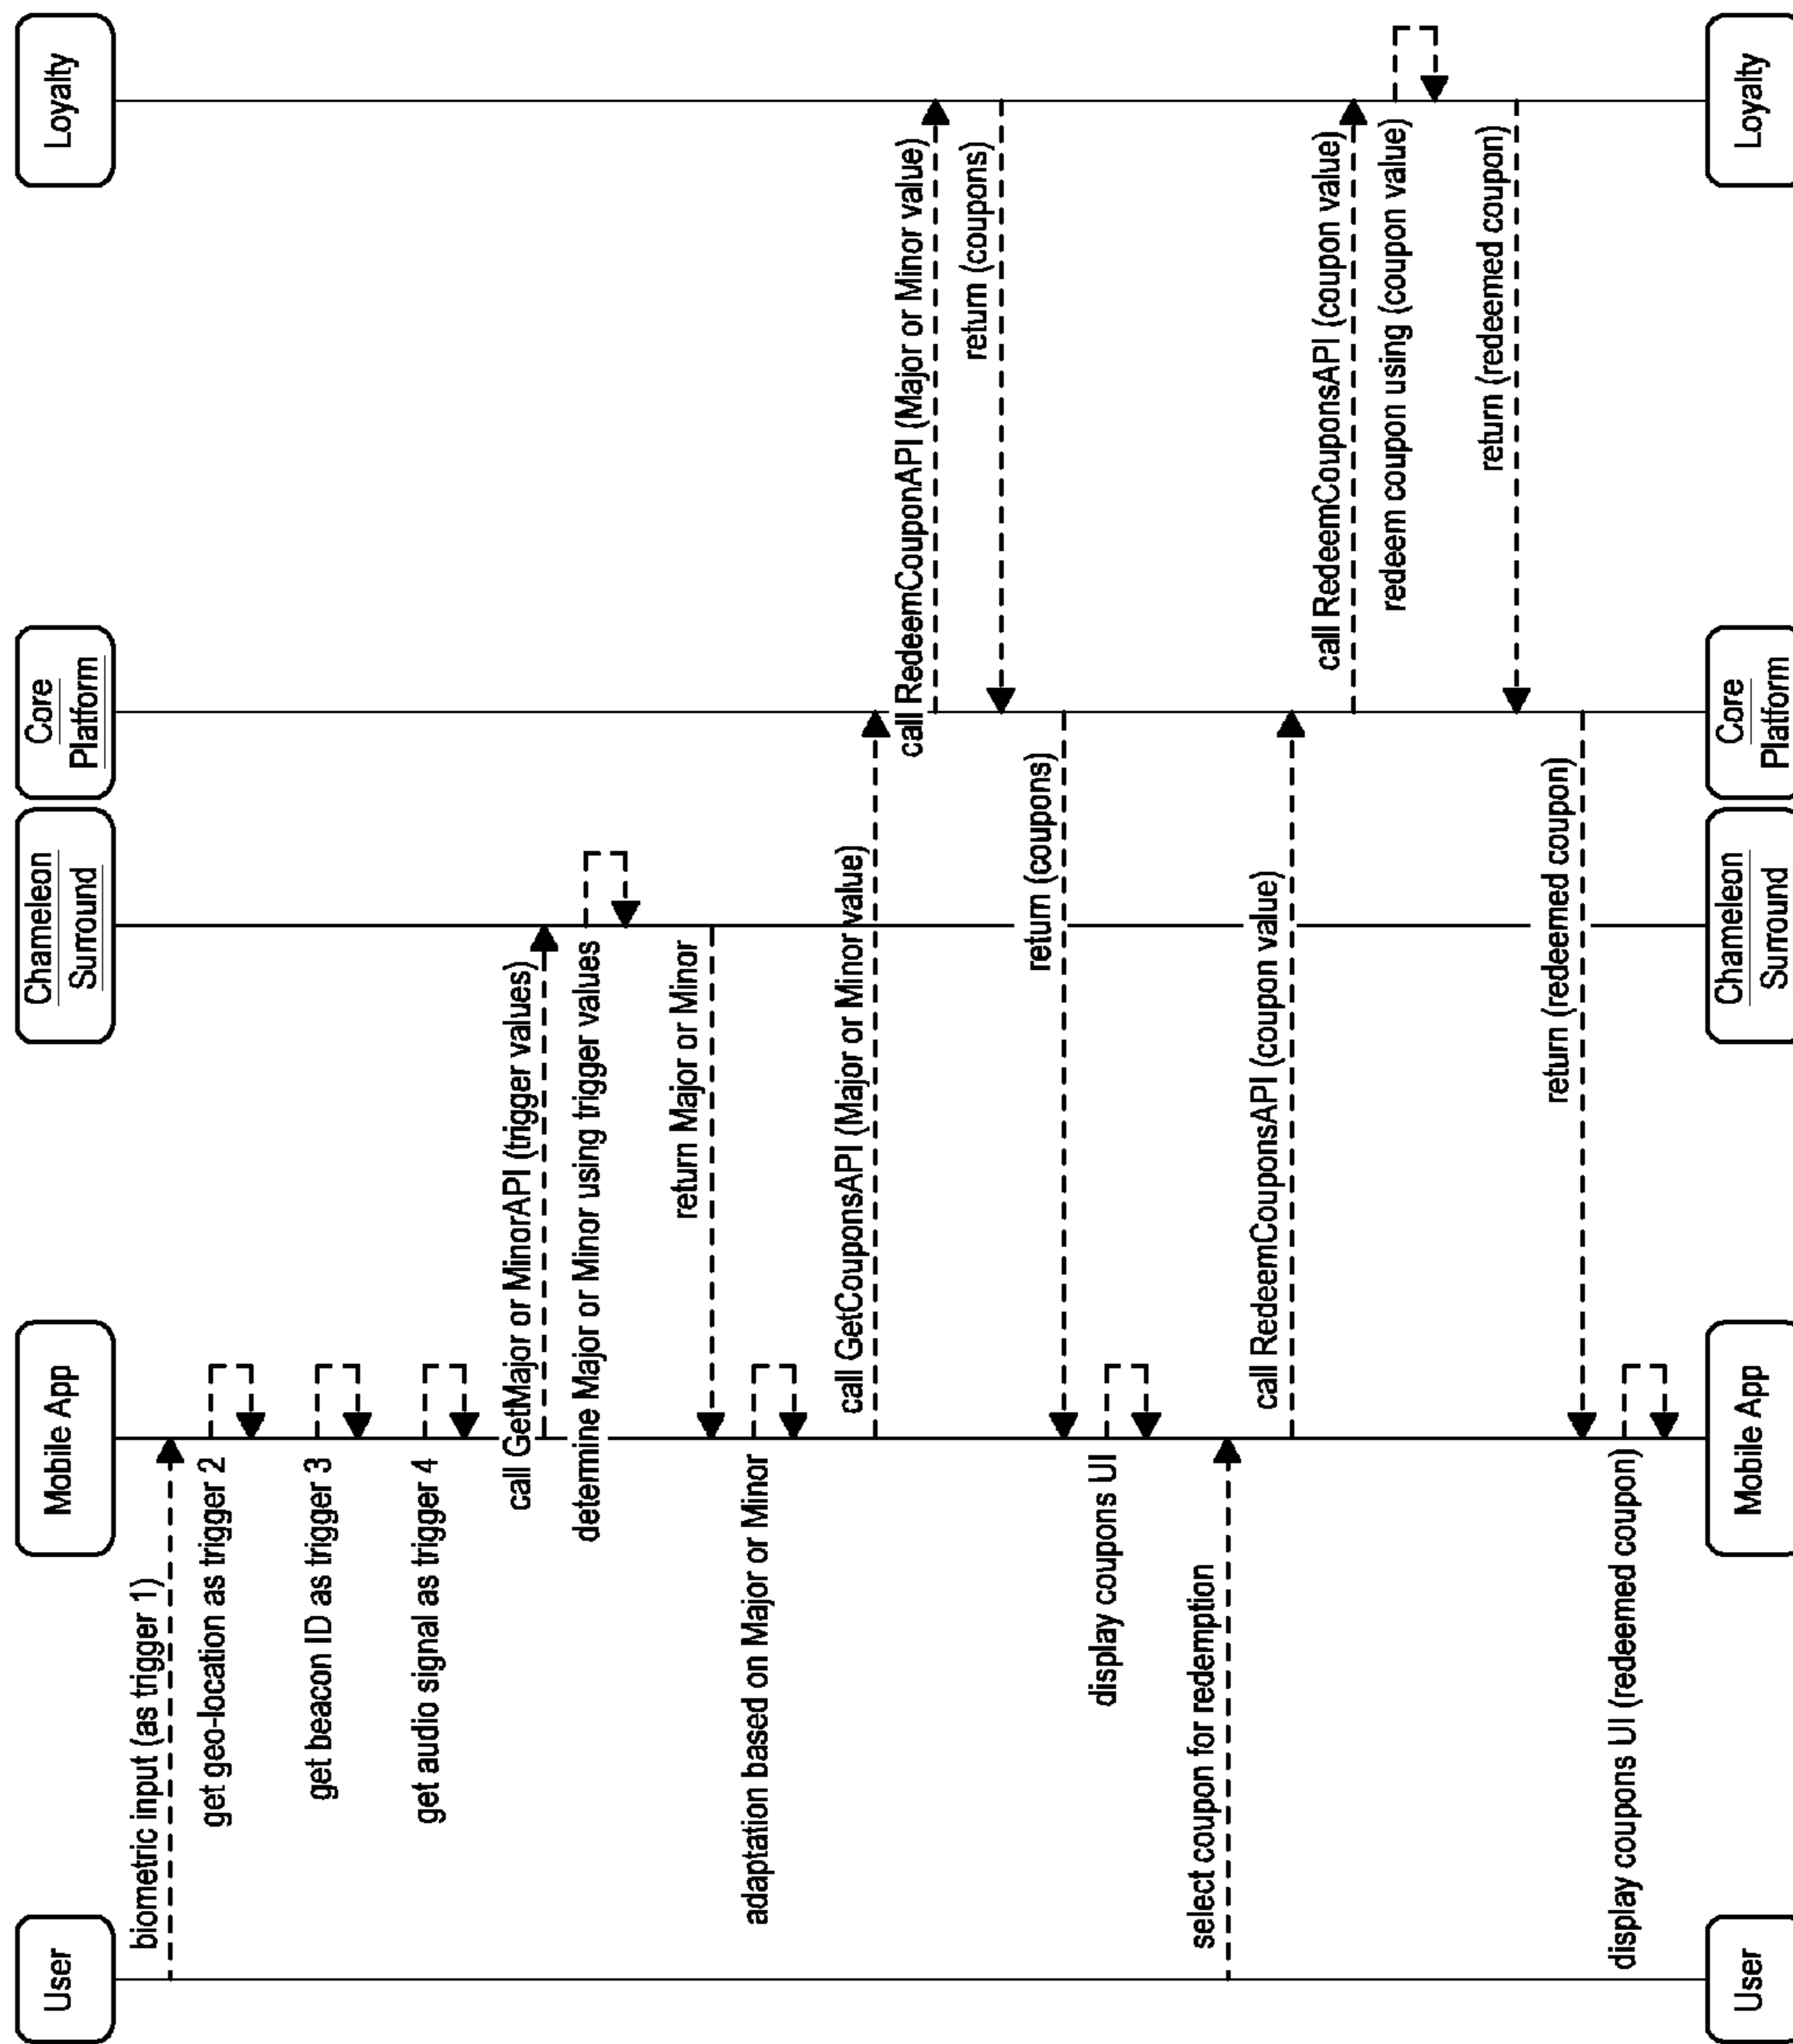 User
Mobile App
Chameleon
Surround
Core
Platform
Loyalty
biometric input (as trigger 1)
get geo-location as trigger 2
get beacon ID as trigger 3
get audio signal as trigger 4
call GetMajor or MinorAPI (trigger values)
determine Major or Minor using trigger values
return Major or Minor
adaptation based on Major or Minor
call GetCouponsAPI (Major or Minor value)
call RedeemCouponAPI (Major or Minor value)
return (coupons)
return (coupons)
display coupons UI
select coupon for redemption
call RedeemCouponsAPI (coupon value)
call RedeemCouponsAPI (coupon value)
redeem coupon using (coupon value)
return (redeemed coupon)
return (redeemed coupon)
display coupons UI (redeemed coupon)
User
Mobile App
Chameleon
Surround
Core
Platform
Loyalty